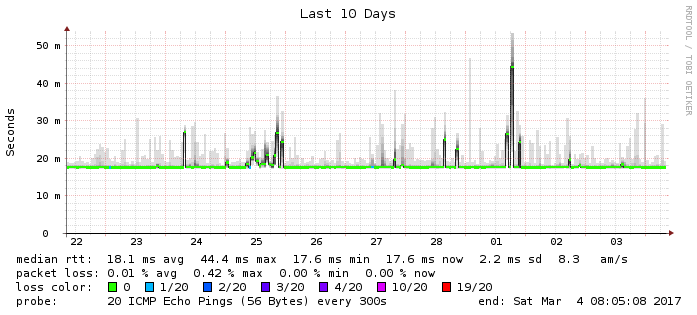 Last 10 Days
RRDTOOL / TOBI OETIKER
Seconds
50 m
40 m
30 m
20 m
10 m
0
22 23 24 25 26 27 28 01 02 03
median rtt: 18.1 ms avg 44.4 ms max 17.6 ms min 17.6 ms now 2.2 ms sd 8.3 am/s
packet loss: 0.01 % avg 0.42 % max 0.00 % min 0.00 % now
loss color: 0 1/20 2/20 3/20 4/20 10/20 19/20
probe: 20 ICMP Echo Pings (56 Bytes) every 300s end: Sat Mar 4 08:05:08 2017